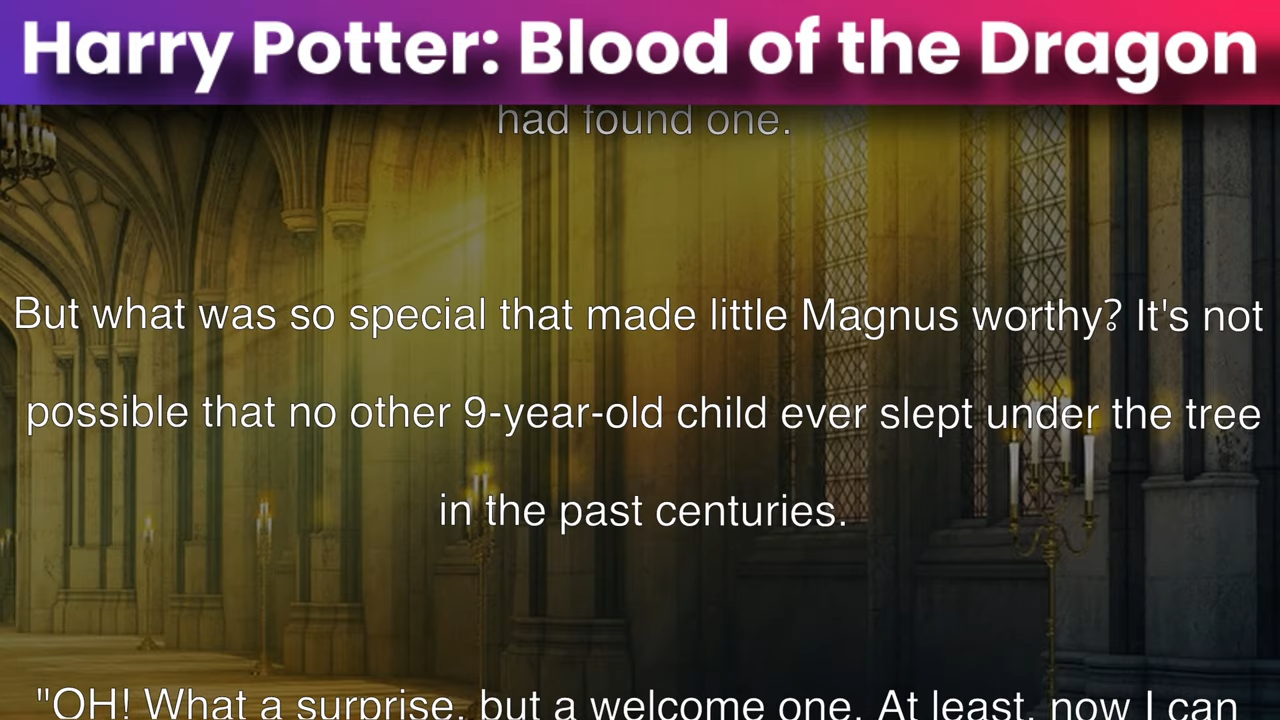 Harry Potter: Blood of the Dragon
had found one.
But what was so special that made little Magnus worthy? It's not
possible that no other 9-year-old child ever slept under the tree
in the past centuries.
"OH! What a surprise, but a welcome one. At least, now I can